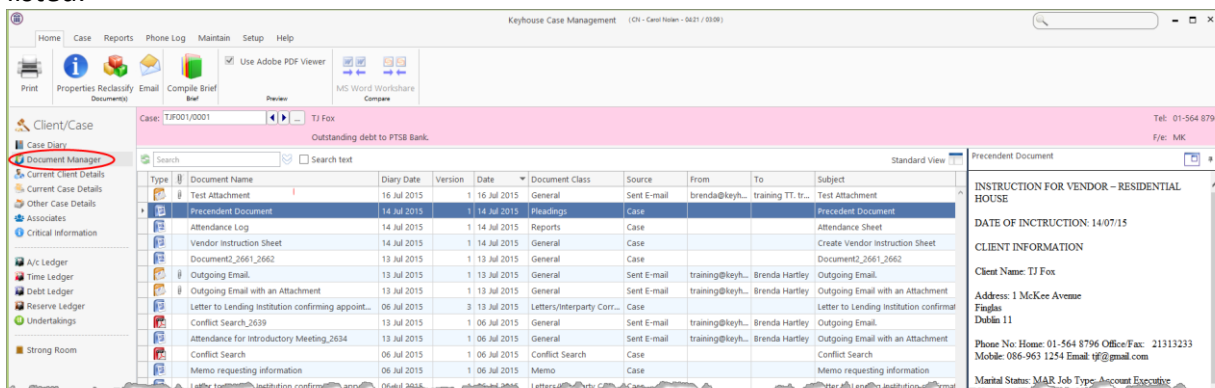 Keyhouse Case Management (CN - Carol Nolan - 0421 / 03:09)
Home Case Reports Phone Log Maintain Setup Help
Use Adobe PDF Viewer
Print Properties Reclassify Email Compile Brief MS Word Workshare
Document(s) Brief Preview Compare
Client/Case
Case Diary
Document Manager
Current Client Details
Current Case Details
Other Case Details
Associates
Critical Information
A/c Ledger
Time Ledger
Debt Ledger
Reserve Ledger
Undertakings
Strong Room
Case: TJF001/0001 ... TJ Fox Tel: 01-564 879
Outstanding debt to PTSB Bank. F/e: MK
Search Search text Standard View
Type Document Name Diary Date Version Date Document Class Source From To Subject
Test Attachment 16 Jul 2015 1 16 Jul 2015 General Sent E-mail brenda@keyh... training TT. tr... Test Attachment
Precendent Document 14 Jul 2015 1 14 Jul 2015 Pleadings Case Precedent Document
Attendance Log 14 Jul 2015 1 14 Jul 2015 Reports Case Attendance Sheet
Vendor Instruction Sheet 14 Jul 2015 1 14 Jul 2015 General Case Create Vendor Instruction Sheet
Document2_2661_2662 13 Jul 2015 1 13 Jul 2015 General Case Document2_2661_2662
Outgoing Email. 13 Jul 2015 1 13 Jul 2015 General Sent E-mail training@keyh... Brenda Hartley Outgoing Email.
Outgoing Email with an Attachment 13 Jul 2015 1 13 Jul 2015 General Sent E-mail training@keyh... Brenda Hartley Outgoing Email with an Attachment
Letter to Lending Institution confirming appoint... 06 Jul 2015 3 13 Jul 2015 Letters/Interparty Corr... Case Letter to Lending Institution confirmat
Conflict Search_2639 13 Jul 2015 1 06 Jul 2015 General Sent E-mail training@keyh... Brenda Hartley Outgoing Email.
Attendance for Introductory Meeting_2634 13 Jul 2015 1 06 Jul 2015 General Sent E-mail training@keyh... Brenda Hartley Outgoing Email with an Attachment
Conflict Search 06 Jul 2015 1 06 Jul 2015 Conflict Search Case Conflict Search
Memo requesting information 06 Jul 2015 1 06 Jul 2015 Memo Case Memo requesting information
Precendent Document
INSTRUCTION FOR VENDOR – RESIDENTIAL
HOUSE
DATE OF INCTRUCTION: 14/07/15
CLIENT INFORMATION
Client Name: TJ Fox
Address: 1 McKee Avenue
Finglas
Dublin 11
Phone No: Home: 01-564 8796 Office/Fax: 21313233
Mobile: 086-963 1254 Email: tjf@gmail.com
Marital Status: MAR Job Type: Account Executive